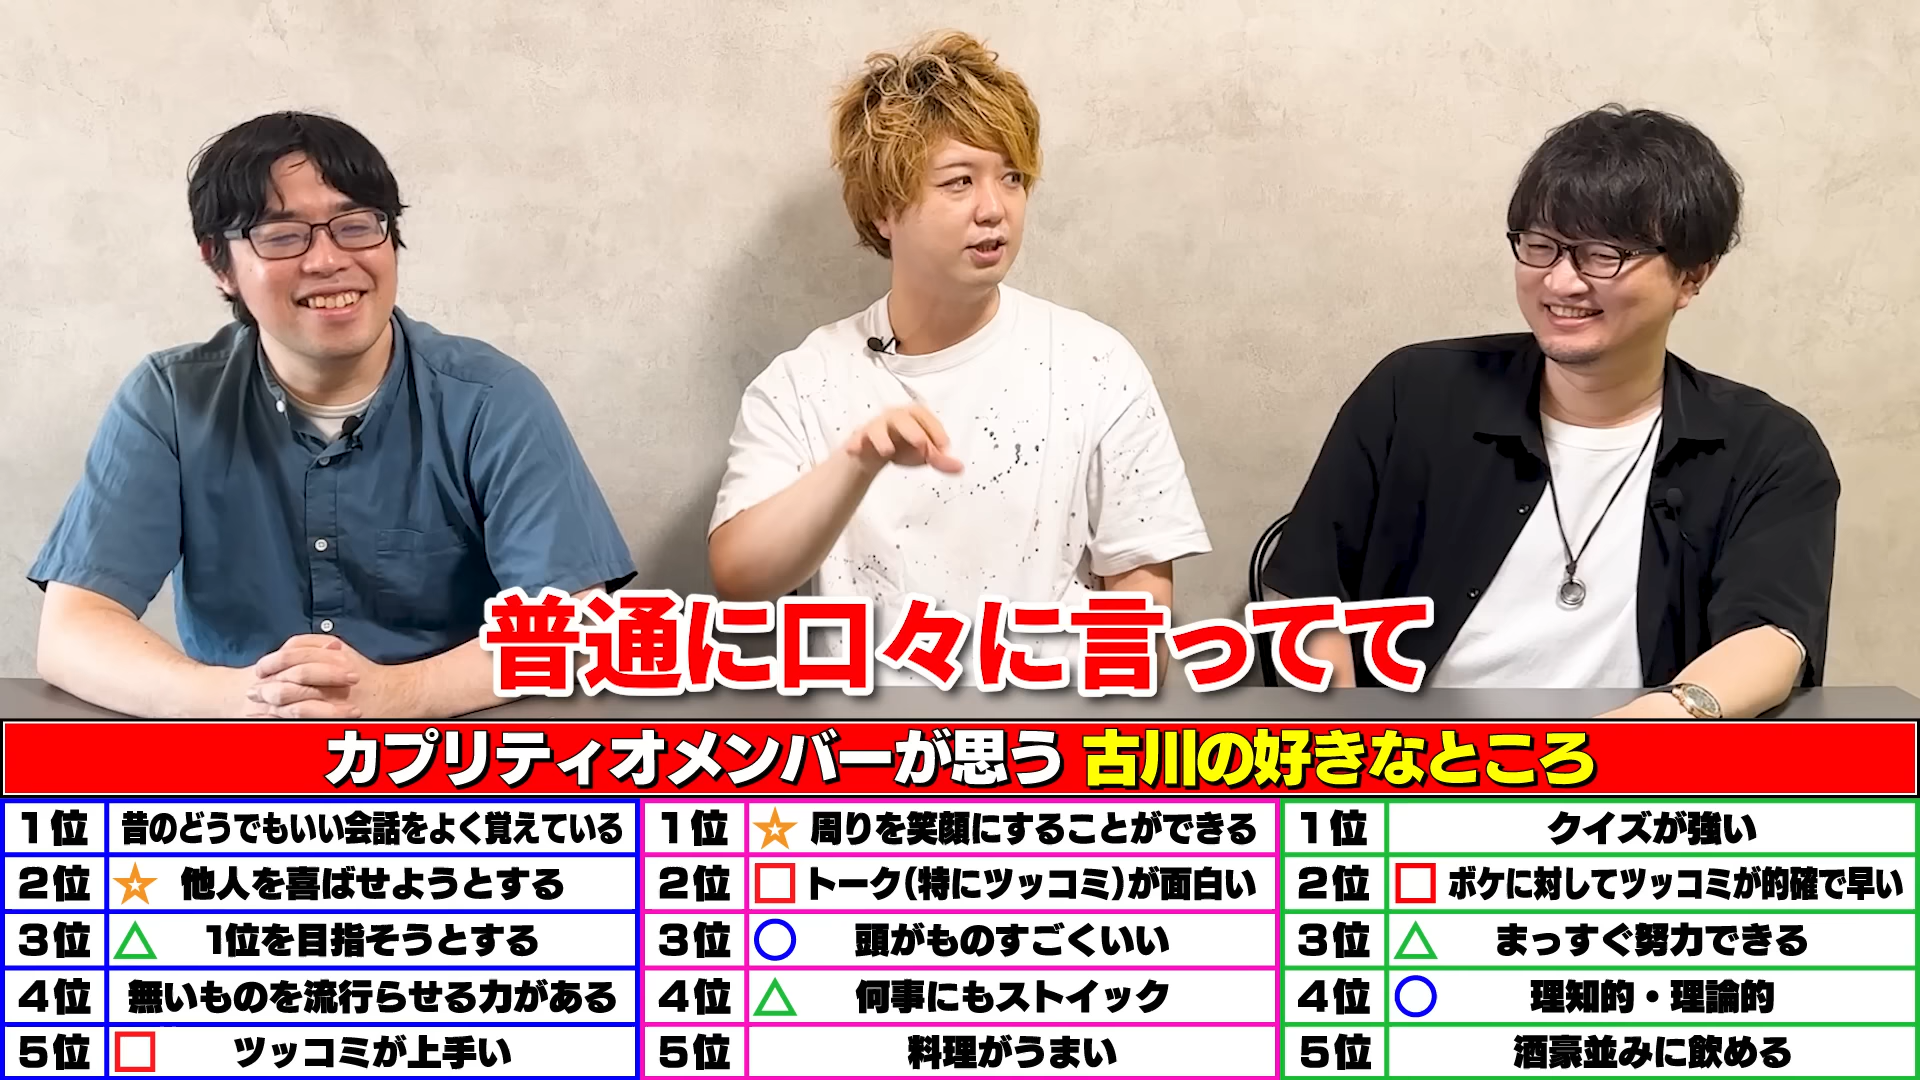 普通に口々に言ってて
カプリティオメンバーが思う 古川の好きなところ
1位 昔のどうでもいい会話をよく覚えている
2位 ☆ 他人を喜ばせようとする
3位 △ 1位を目指そうとする
4位 無いものを流行らせる力がある
5位 □ ツッコミが上手い
1位 ☆ 周りを笑顔にすることができる
2位 □ トーク(特にツッコミ)が面白い
3位 ○ 頭がものすごくいい
4位 △ 何事にもストイック
5位 料理がうまい
1位 クイズが強い
2位 □ ボケに対してツッコミが的確で早い
3位 △ まっすぐ努力できる
4位 ○ 理知的・理論的
5位 酒豪並みに飲める